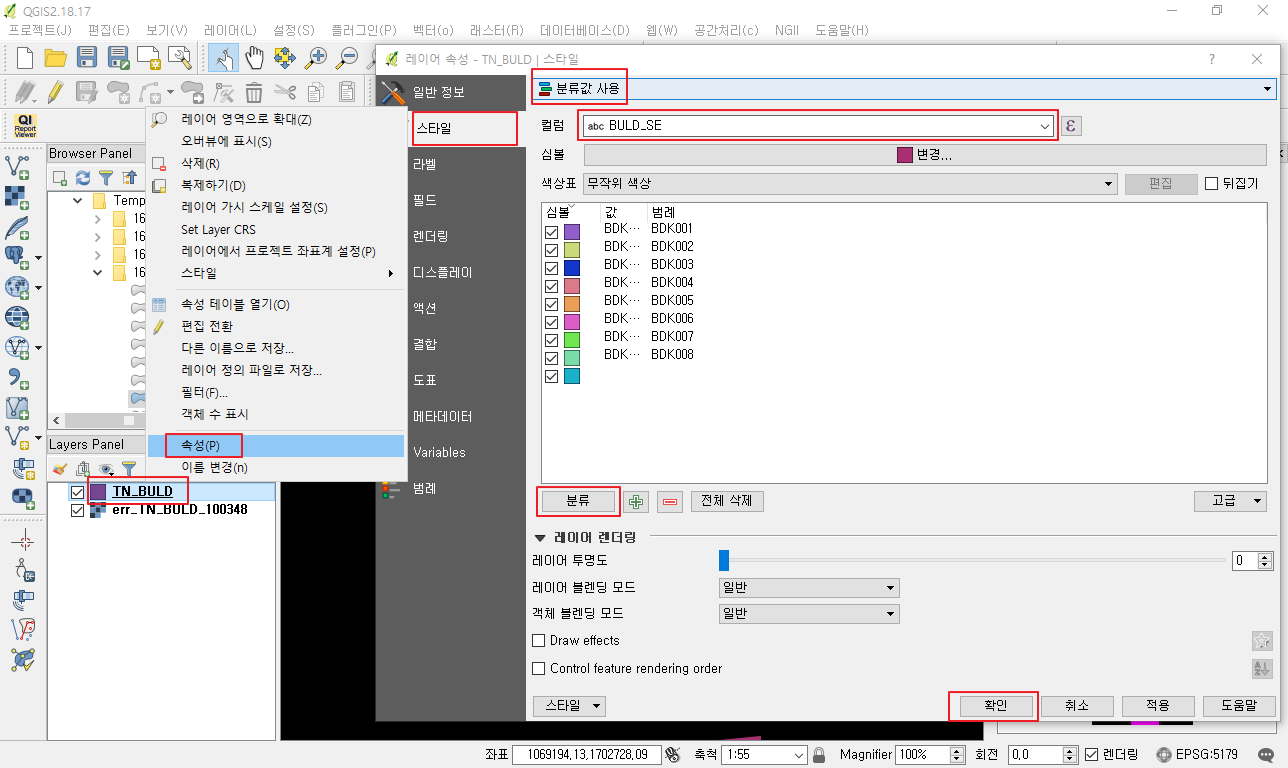 QGIS2.18.17
프로젝트(J) 편집(E) 보기(V) 레이어(L) 설정(S) 플러그인(P) 벡터(o) 래스터(R) 데이터베이스(D) 웹(W) 공간처리(c) NGII 도움말(H)
QI Report Viewer
Browser Panel
Temp
16
16
16
16
Layers Panel
TN_BULD
err_TN_BULD_100348
레이어 영역으로 확대(Z)
오버뷰에 표시(S)
삭제(R)
복제하기(D)
레이어 가시 스케일 설정(S)
Set Layer CRS
레이어에서 프로젝트 좌표계 설정(P)
스타일
속성 테이블 열기(O)
편집 전환
다른 이름으로 저장...
레이어 정의 파일로 저장...
필터(F)...
객체 수 표시
속성(P)
이름 변경(n)
레이어 속성 - TN_BULD | 스타일
?
일반 정보
스타일
라벨
필드
렌더링
디스플레이
액션
결합
도표
메타데이터
Variables
범례
분류값 사용
컬럼 abc BULD_SE ε
심볼 변경...
색상표 무작위 색상 편집 뒤집기
심볼 값 범례
BDK... BDK001
BDK... BDK002
BDK... BDK003
BDK... BDK004
BDK... BDK005
BDK... BDK006
BDK... BDK007
BDK... BDK008
분류 전체 삭제 고급
레이어 렌더링
레이어 투명도 0
레이어 블렌딩 모드 일반
객체 블렌딩 모드 일반
Draw effects
Control feature rendering order
스타일 확인 취소 적용 도움말
좌표 1069194,13,1702728,09 축척 1:55 Magnifier 100% 회전 0,0 렌더링 EPSG:5179